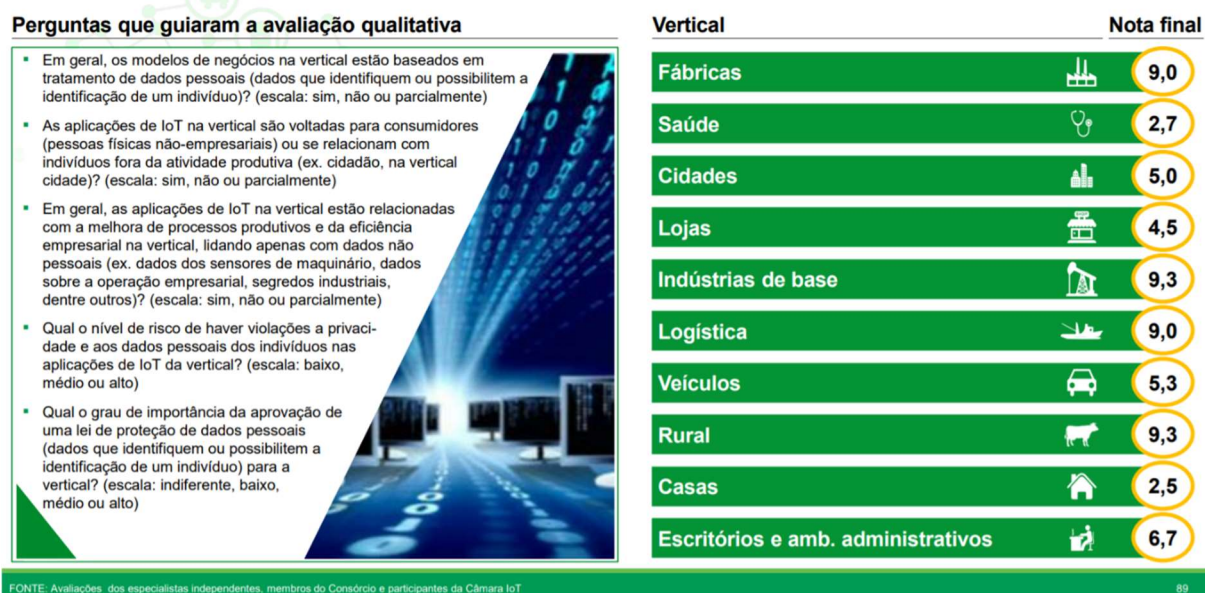 Perguntas que guiaram a avaliação qualitativa
▪ Em geral, os modelos de negócios na vertical estão baseados em
tratamento de dados pessoais (dados que identifiquem ou possibilitem a
identificação de um indivíduo)? (escala: sim, não ou parcialmente)
▪ As aplicações de IoT na vertical são voltadas para consumidores
(pessoas físicas não-empresariais) ou se relacionam com
indivíduos fora da atividade produtiva (ex. cidadão, na vertical
cidade)? (escala: sim, não ou parcialmente)
▪ Em geral, as aplicações de IoT na vertical estão relacionadas
com a melhora de processos produtivos e da eficiência
empresarial na vertical, lidando apenas com dados não
pessoais (ex. dados dos sensores de maquinário, dados
sobre a operação empresarial, segredos industriais,
dentre outros)? (escala: sim, não ou parcialmente)
▪ Qual o nível de risco de haver violações a privaci-
dade e aos dados pessoais dos indivíduos nas
aplicações de IoT da vertical? (escala: baixo,
médio ou alto)
▪ Qual o grau de importância da aprovação de
uma lei de proteção de dados pessoais
(dados que identifiquem ou possibilitem a
identificação de um indivíduo) para a
vertical? (escala: indiferente, baixo,
médio ou alto)
Vertical Nota final
Fábricas 9,0
Saúde 2,7
Cidades 5,0
Lojas 4,5
Indústrias de base 9,3
Logística 9,0
Veículos 5,3
Rural 9,3
Casas 2,5
Escritórios e amb. administrativos 6,7
FONTE: Avaliações dos especialistas independentes, membros do Consórcio e participantes da Câmara IoT
89